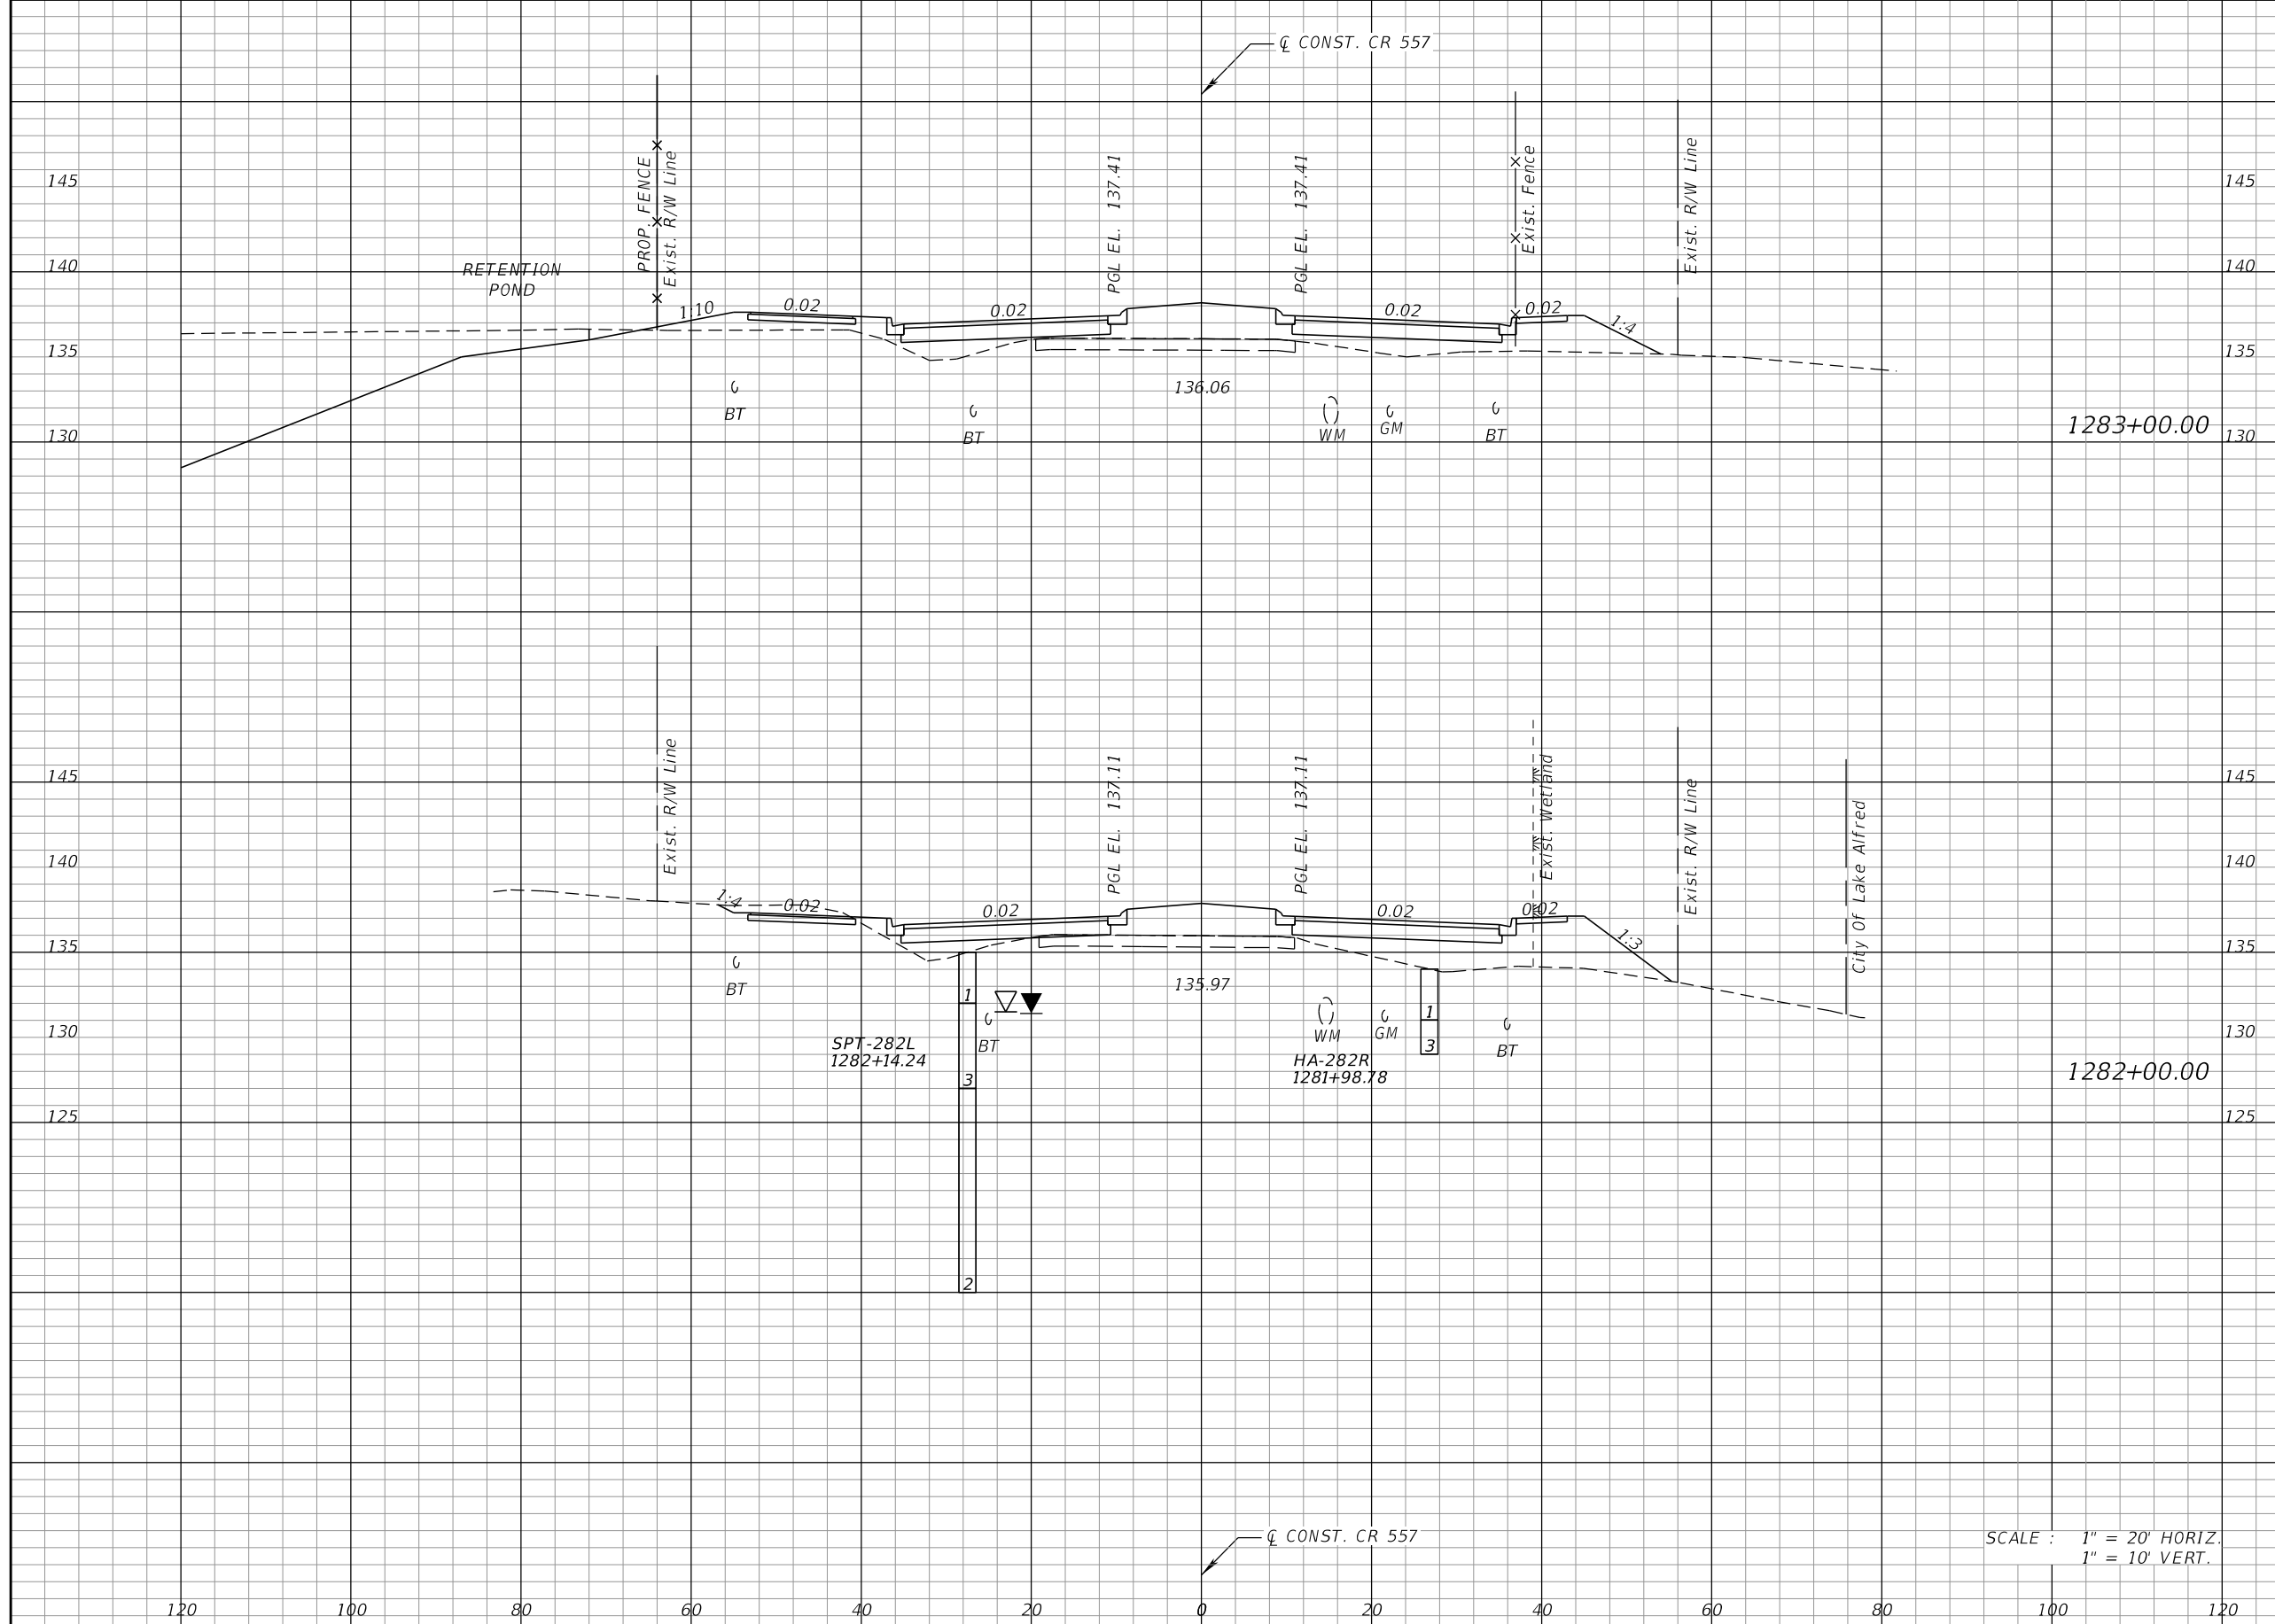 ℄ CONST. CR 557
PROP. FENCE
Exist. R/W Line
PGL EL. 137.41
PGL EL. 137.41
Exist. Fence
Exist. R/W Line
145
145
140
140
RETENTION
POND
1:10
0.02
0.02
0.02
0.02
1:4
135
135
136.06
BT
BT
WM
GM
BT
130
1283+00.00
130
Exist. R/W Line
PGL EL. 137.11
PGL EL. 137.11
Exist. Wetland
Exist. R/W Line
City Of Lake Alfred
145
145
140
140
1:4
0.02
0.02
0.02
0.02
1:3
135
135
135.97
BT
1
1
130
130
BT
WM
GM
BT
SPT-282L
1282+14.24
3
HA-282R
1281+98.78
3
1282+00.00
125
125
2
℄ CONST. CR 557
SCALE : 1" = 20' HORIZ.
1" = 10' VERT.
120 100 80 60 40 20 0 20 40 60 80 100 120